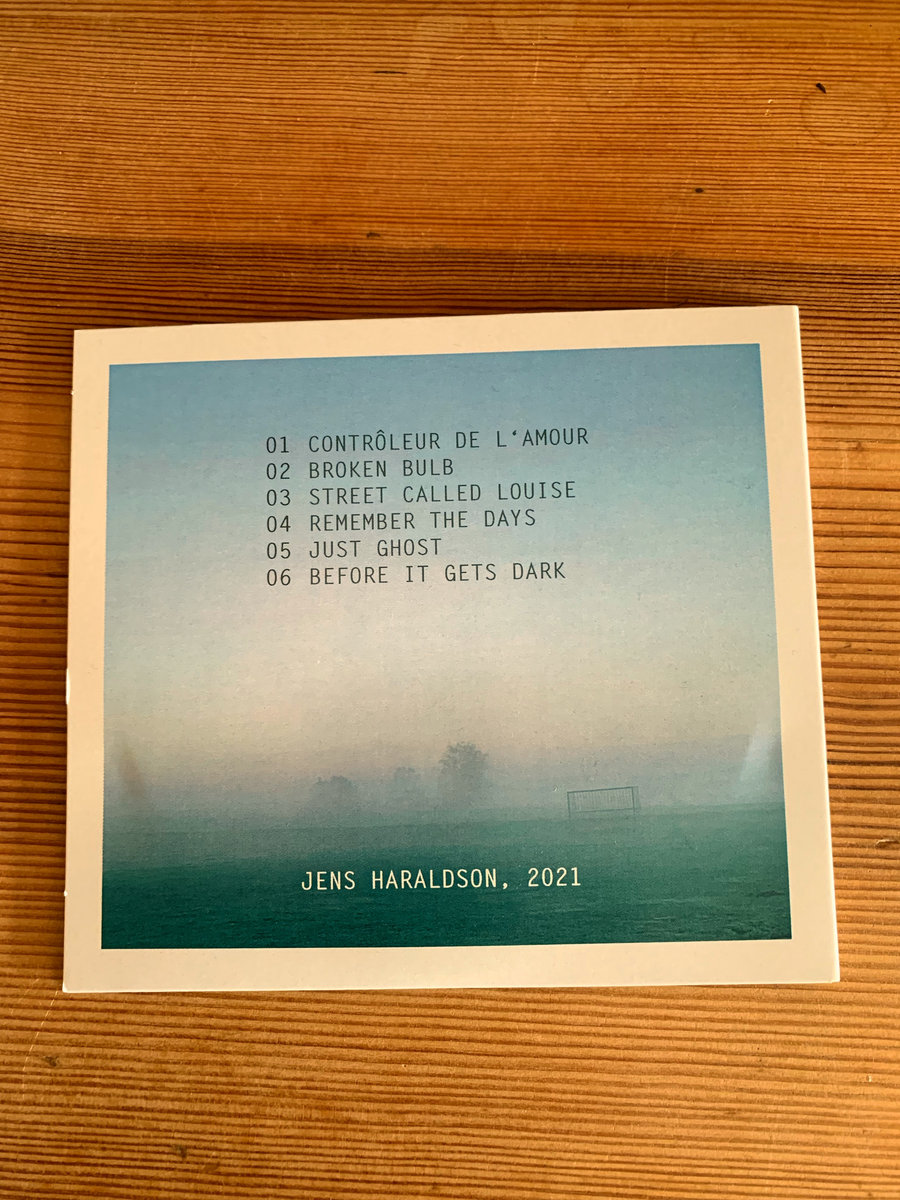 01 CONTRÔLEUR DE L‘AMOUR
02 BROKEN BULB
03 STREET CALLED LOUISE
04 REMEMBER THE DAYS
05 JUST GHOST
06 BEFORE IT GETS DARK
JENS HARALDSON, 2021